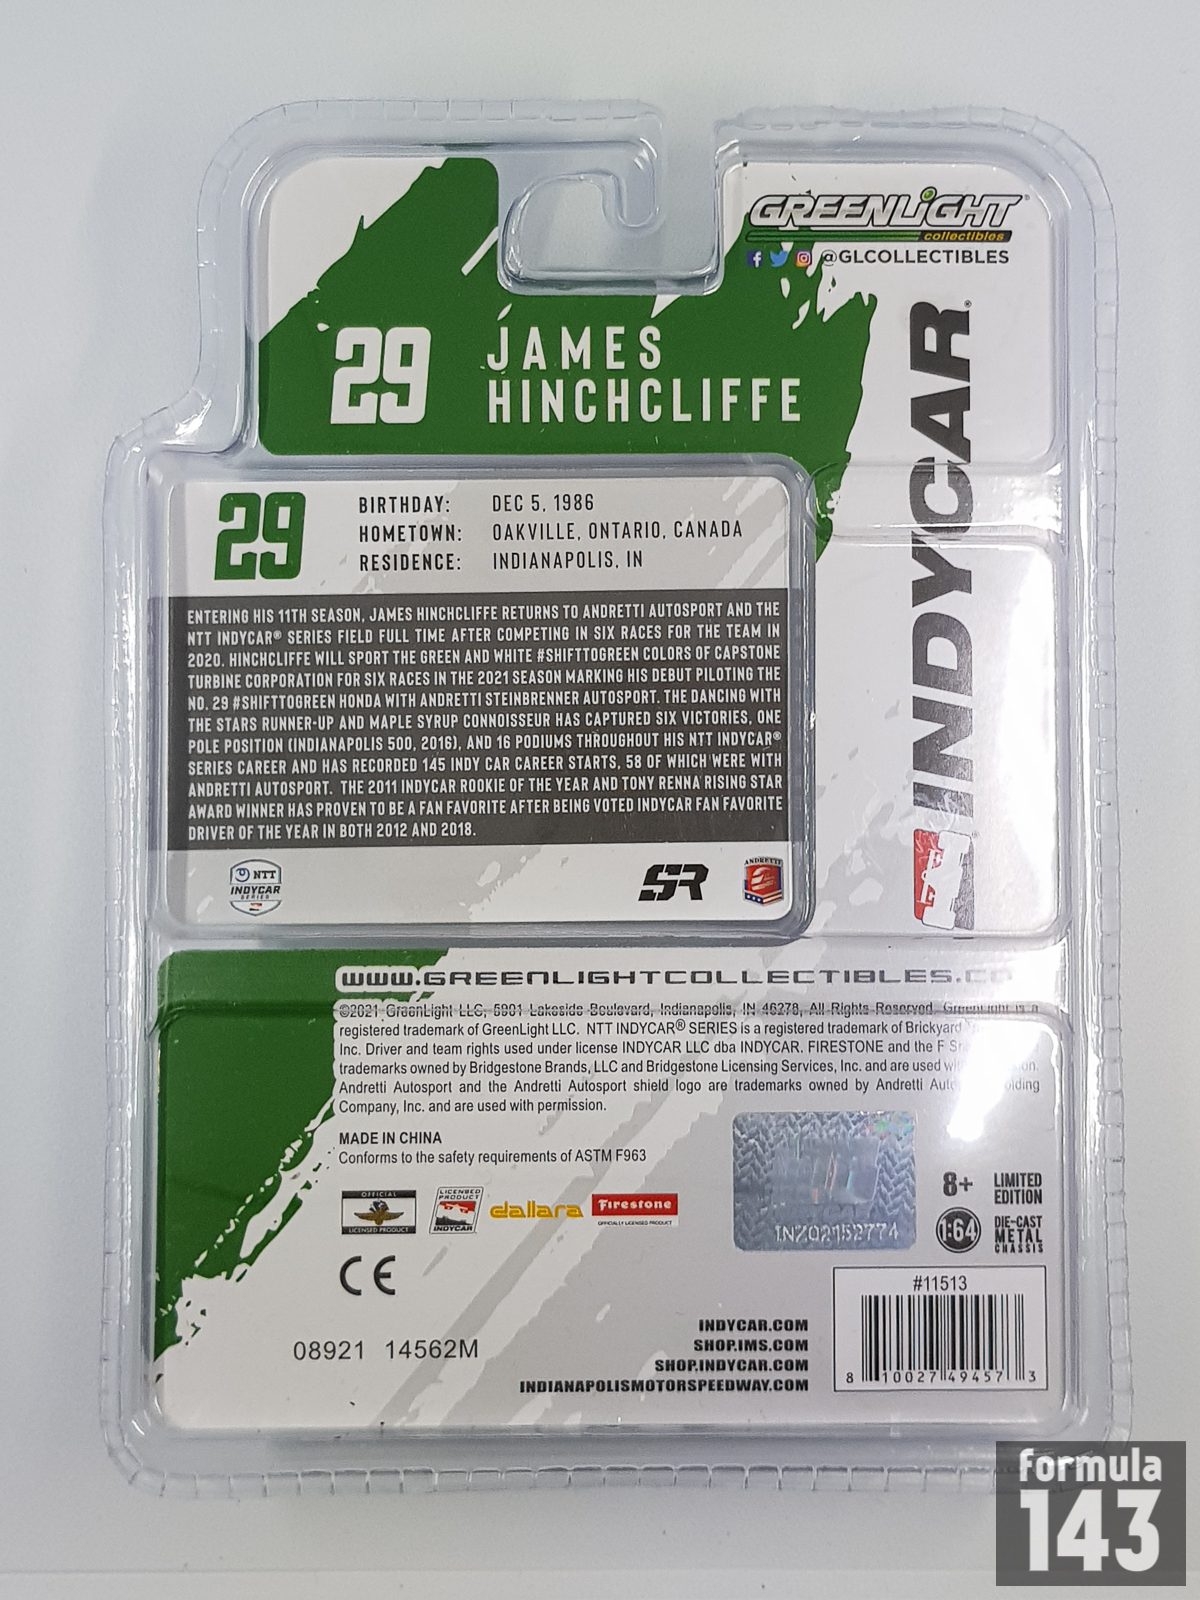 GREENLIGHT®
collectibles
@GLCOLLECTIBLES
29 JAMES
HINCHCLIFFE
INDYCAR®
29
BIRTHDAY: DEC 5, 1986
HOMETOWN: OAKVILLE, ONTARIO, CANADA
RESIDENCE: INDIANAPOLIS, IN
ENTERING HIS 11TH SEASON, JAMES HINCHCLIFFE RETURNS TO ANDRETTI AUTOSPORT AND THE
NTT INDYCAR® SERIES FIELD FULL TIME AFTER COMPETING IN SIX RACES FOR THE TEAM IN
2020. HINCHCLIFFE WILL SPORT THE GREEN AND WHITE #SHIFTTOGREEN COLORS OF CAPSTONE
TURBINE CORPORATION FOR SIX RACES IN THE 2021 SEASON MARKING HIS DEBUT PILOTING THE
NO. 29 #SHIFTTOGREEN HONDA WITH ANDRETTI STEINBRENNER AUTOSPORT. THE DANCING WITH
THE STARS RUNNER-UP AND MAPLE SYRUP CONNOISSEUR HAS CAPTURED SIX VICTORIES, ONE
POLE POSITION (INDIANAPOLIS 500, 2016), AND 16 PODIUMS THROUGHOUT HIS NTT INDYCAR®
SERIES CAREER AND HAS RECORDED 145 INDY CAR CAREER STARTS, 58 OF WHICH WERE WITH
ANDRETTI AUTOSPORT. THE 2011 INDYCAR ROOKIE OF THE YEAR AND TONY RENNA RISING STAR
AWARD WINNER HAS PROVEN TO BE A FAN FAVORITE AFTER BEING VOTED INDYCAR FAN FAVORITE
DRIVER OF THE YEAR IN BOTH 2012 AND 2018.
NTT
INDYCAR
SERIES
SR
ANDRETTI
WWW.GREENLIGHTCOLLECTIBLES.CO
©2021 GreenLight LLC, 5901 Lakeside Boulevard, Indianapolis, IN 46278, All Rights Reserved. GreenLight is a
registered trademark of GreenLight LLC. NTT INDYCAR® SERIES is a registered trademark of Brickyard
Inc. Driver and team rights used under license INDYCAR LLC dba INDYCAR. FIRESTONE and the F
trademarks owned by Bridgestone Brands, LLC and Bridgestone Licensing Services, Inc. and are used
Andretti Autosport and the Andretti Autosport shield logo are trademarks owned by Andretti
Company, Inc. and are used with permission.
MADE IN CHINA
Conforms to the safety requirements of ASTM F963
OFFICIAL
LICENSED PRODUCT
LICENSED
PRODUCT
INDYCAR
dallara
Firestone
OFFICIALLY LICENSED PRODUCT
INZ02152774
8+
LIMITED
EDITION
1:64
DIE-CAST
METAL
CHASSIS
CE
#11513
8 10027 49457 3
08921 14562M
INDYCAR.COM
SHOP.IMS.COM
SHOP.INDYCAR.COM
INDIANAPOLISMOTORSPEEDWAY.COM
formula
143